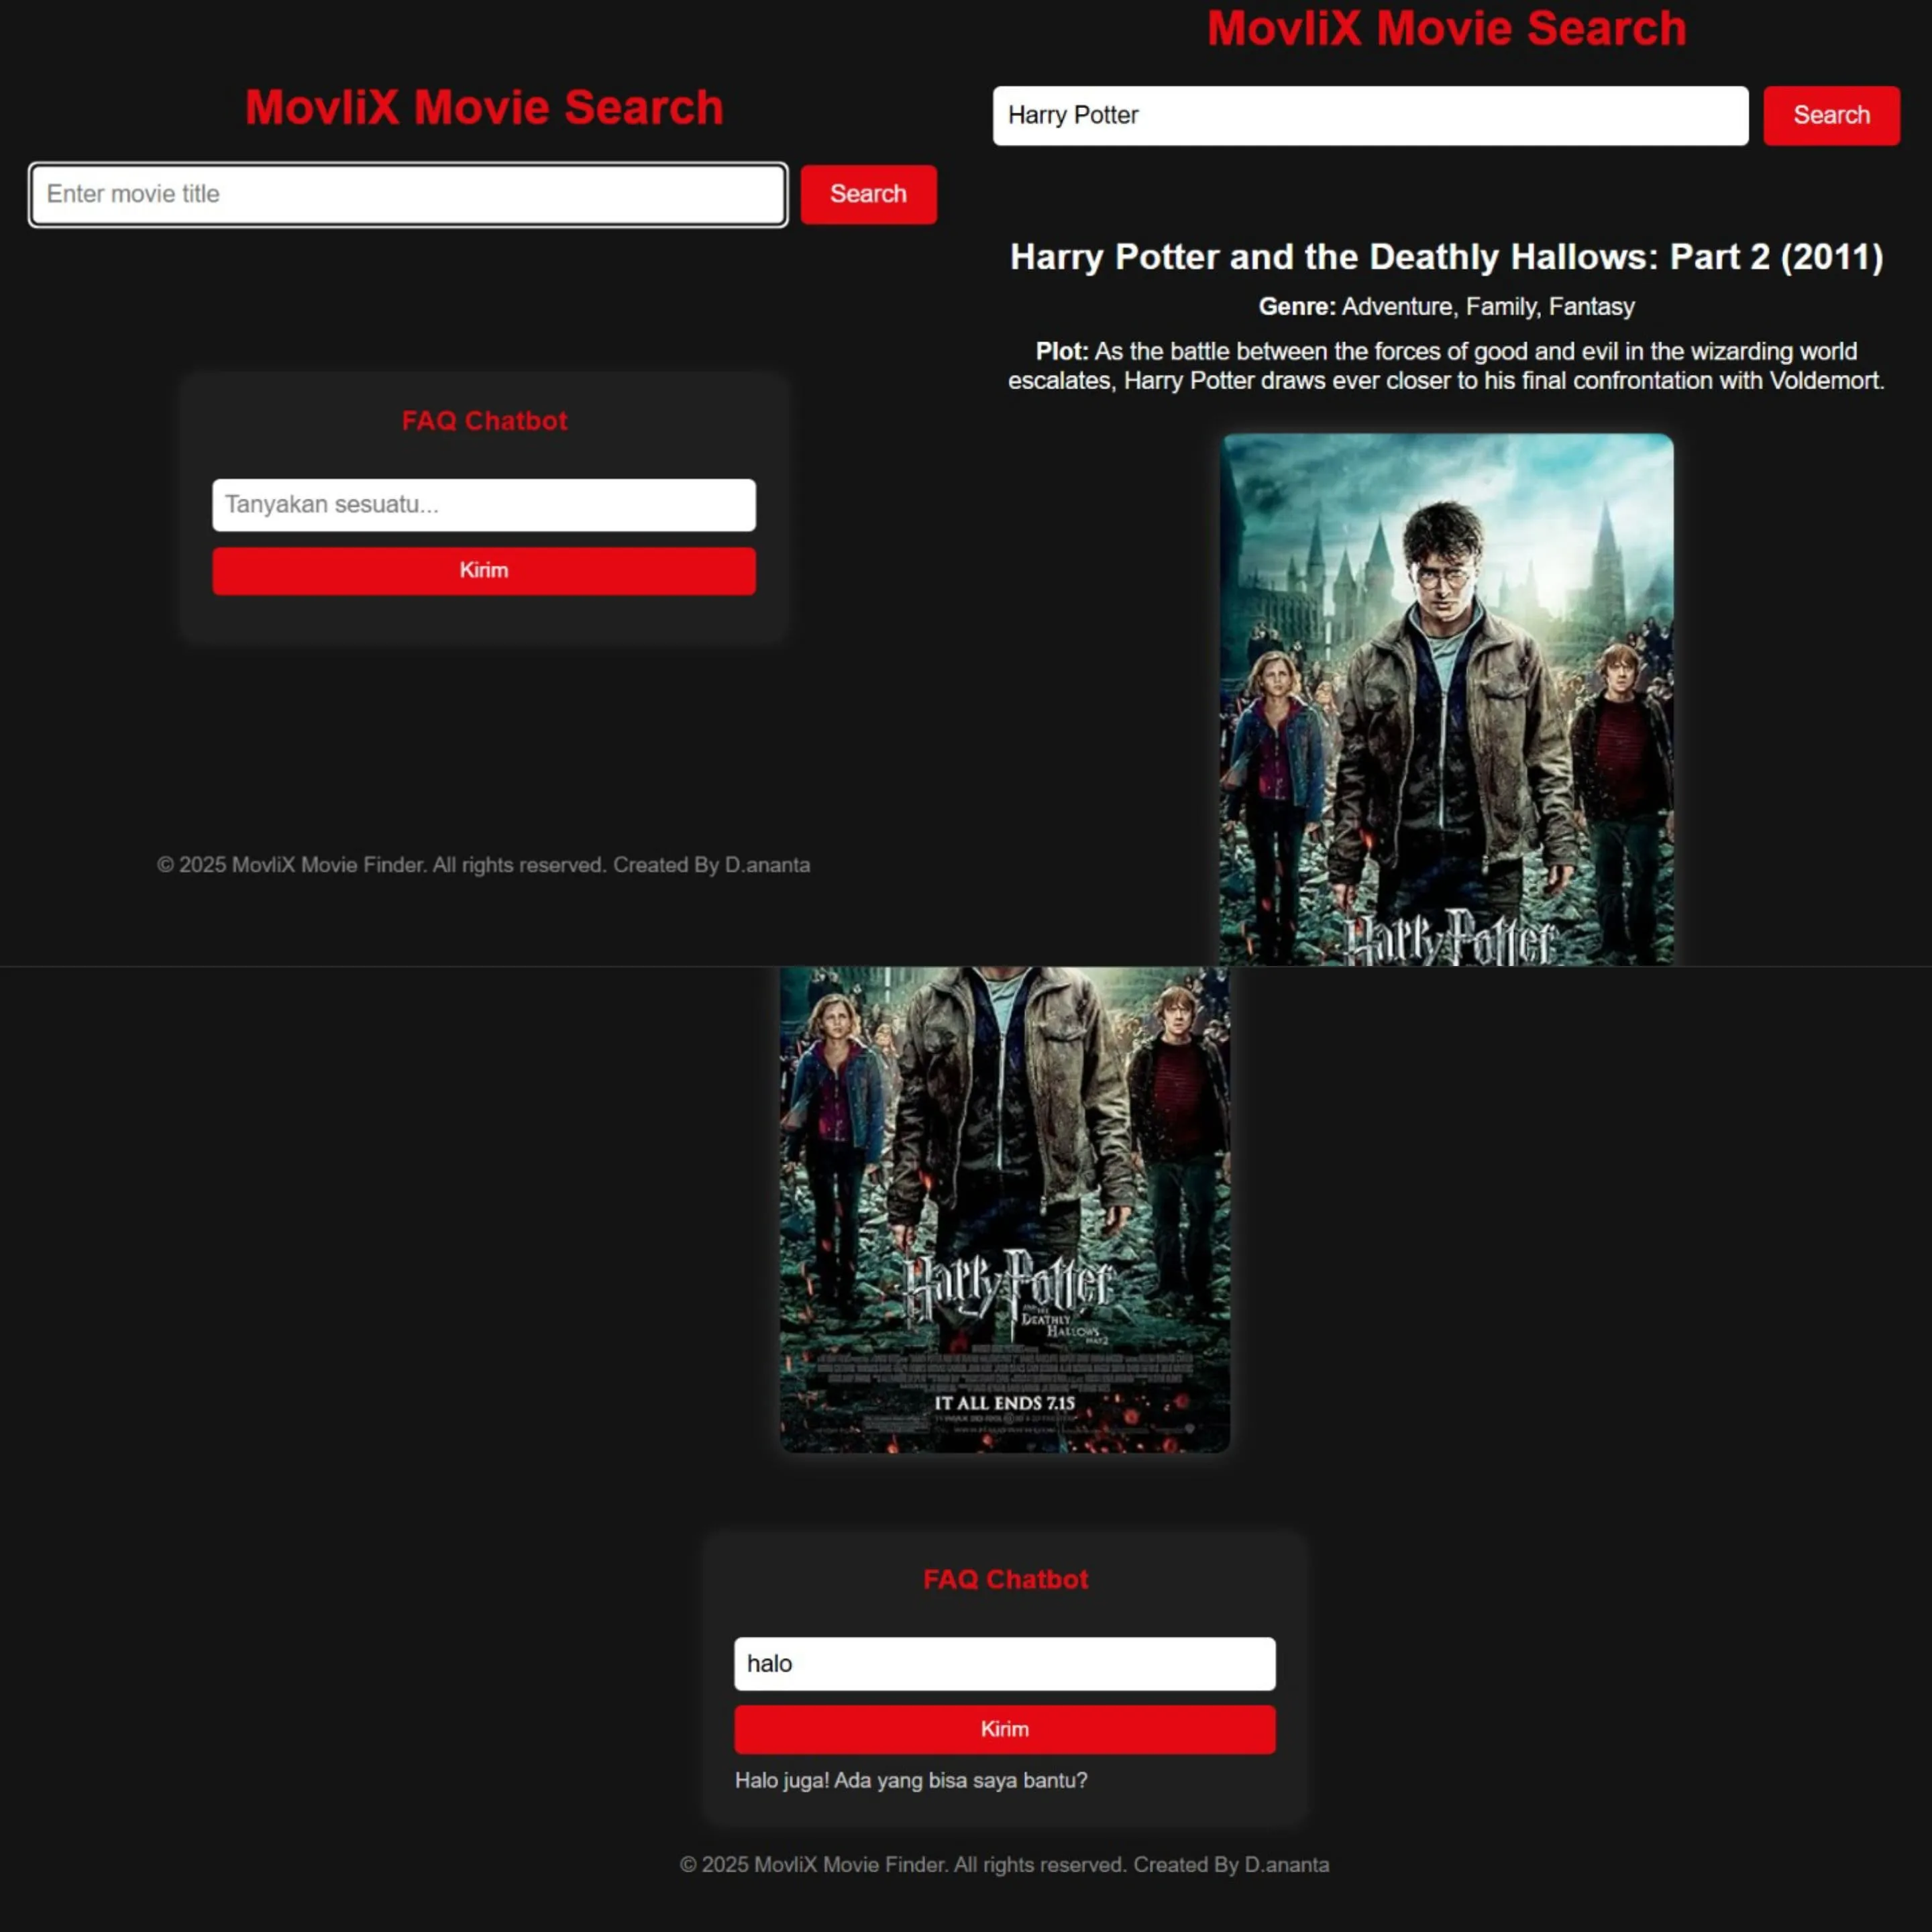 MovliX Movie Search
Enter movie title
Search
FAQ Chatbot
Tanyakan sesuatu...
Kirim
© 2025 MovliX Movie Finder. All rights reserved. Created By D.ananta
MovliX Movie Search
Harry Potter
Search
Harry Potter and the Deathly Hallows: Part 2 (2011)
Genre: Adventure, Family, Fantasy
Plot: As the battle between the forces of good and evil in the wizarding world
escalates, Harry Potter draws ever closer to his final confrontation with Voldemort.
Harry Potter
Harry Potter
AND THE
DEATHLY
HALLOWS
PART 2
IT ALL ENDS 7.15
FAQ Chatbot
halo
Kirim
Halo juga! Ada yang bisa saya bantu?
© 2025 MovliX Movie Finder. All rights reserved. Created By D.ananta